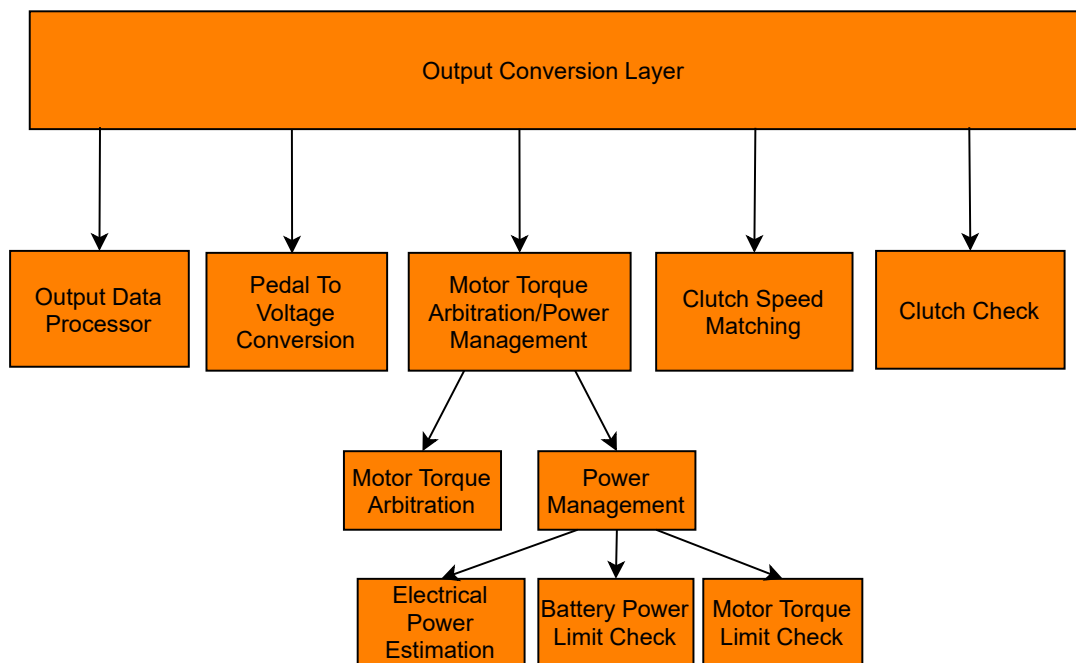 Output Conversion Layer
Output Data
Processor
Pedal To
Voltage
Conversion
Motor Torque
Arbitration/Power
Management
Clutch Speed
Matching
Clutch Check
Motor Torque
Arbitration
Power
Management
Electrical
Power
Estimation
Battery Power
Limit Check
Motor Torque
Limit Check